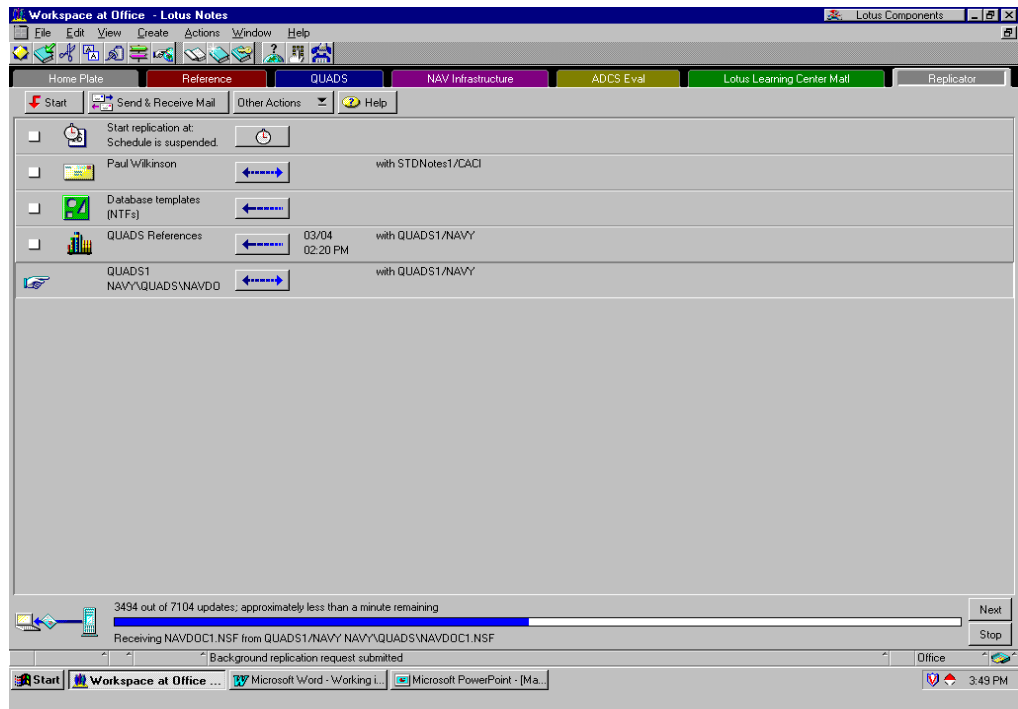 Workspace at Office - Lotus Notes
Lotus Components
File Edit View Create Actions Window Help
Home Plate Reference QUADS NAV Infrastructure ADCS Eval Lotus Learning Center Matl Replicator
Start Send & Receive Mail Other Actions Help
Start replication at:
Schedule is suspended.
Paul Wilkinson with STDNotes1/CACI
Database templates
(NTFs)
QUADS References 03/04 with QUADS1/NAVY
02:20 PM
QUADS1 with QUADS1/NAVY
NAVY\QUADS\NAVDO
3494 out of 7104 updates; approximately less than a minute remaining
Next
Receiving NAVDOC1.NSF from QUADS1/NAVY NAVY\QUADS\NAVDOC1.NSF
Stop
Background replication request submitted Office
Start Workspace at Office ... Microsoft Word - Working i... Microsoft PowerPoint - [Ma... 3:49 PM